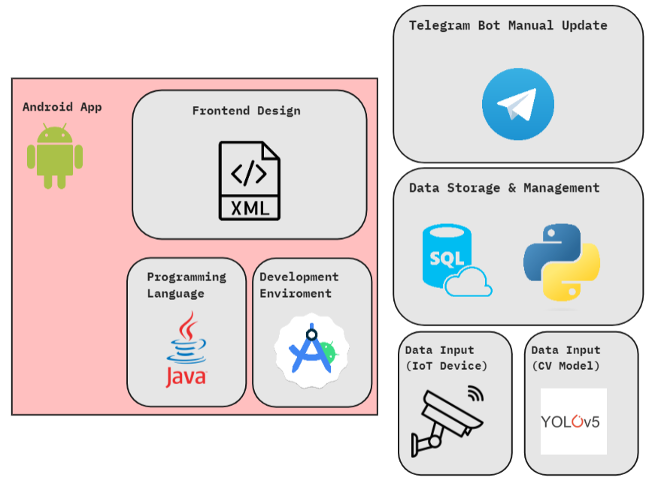 Telegram Bot Manual Update
Android App
Frontend Design
XML
Data Storage & Management
SQL
Programming
Language
Java
Development
Enviroment
Data Input
(IoT Device)
Data Input
(CV Model)
YOLOv5